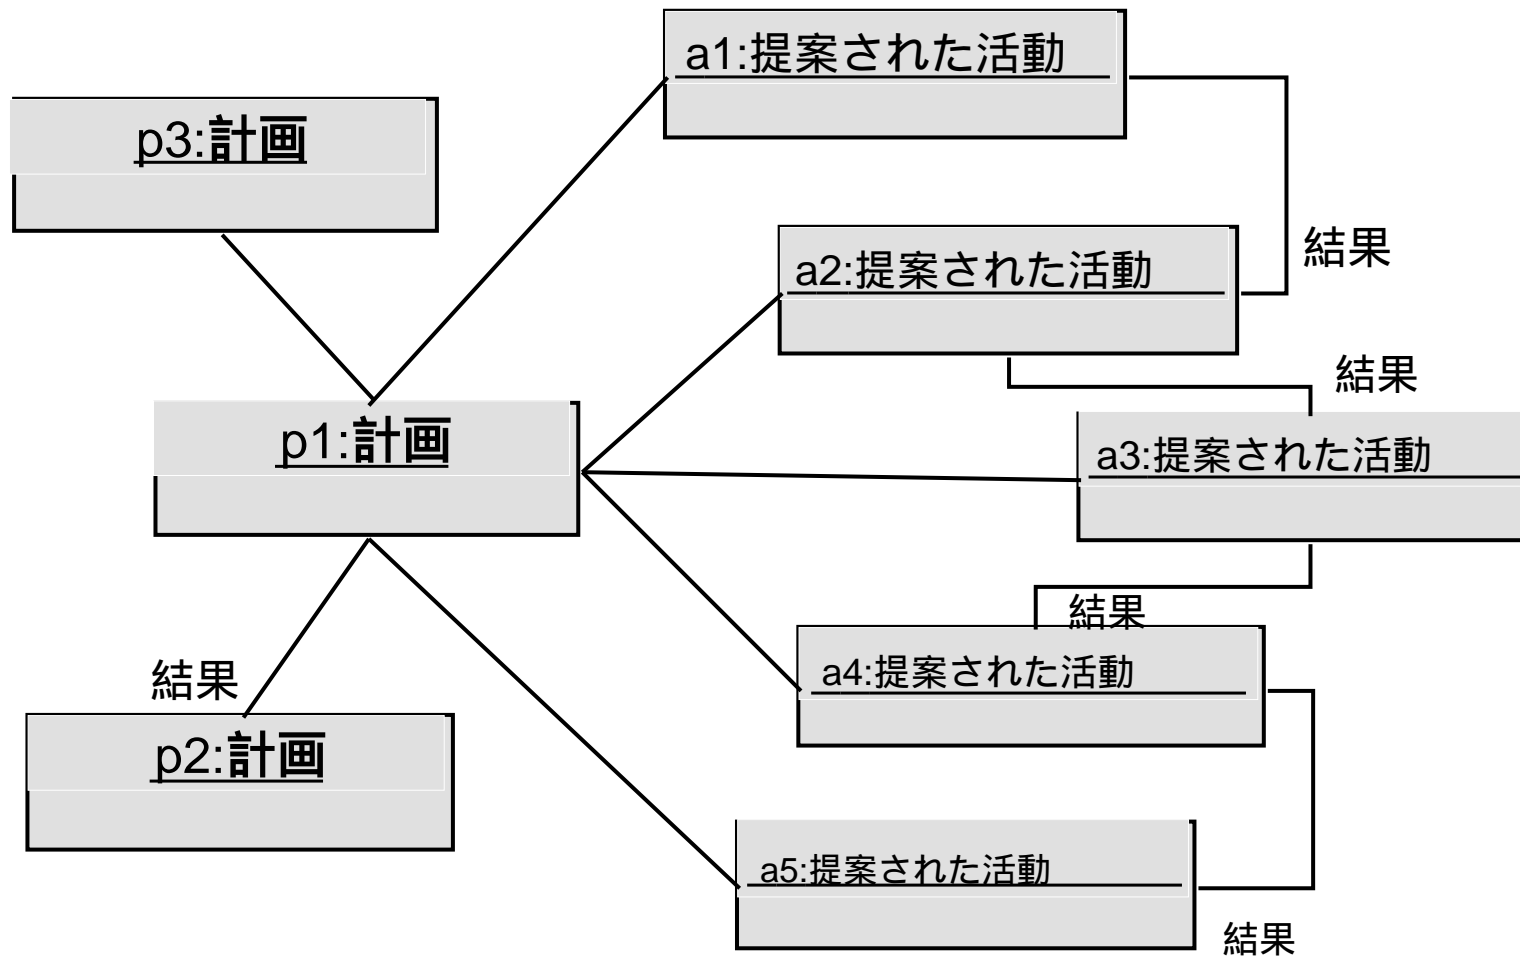 a1:提案された活動
p3:計画
結果
a2:提案された活動
結果
p1:計画
a3:提案された活動
結果
a4:提案された活動
結果
p2:計画
a5:提案された活動
結果